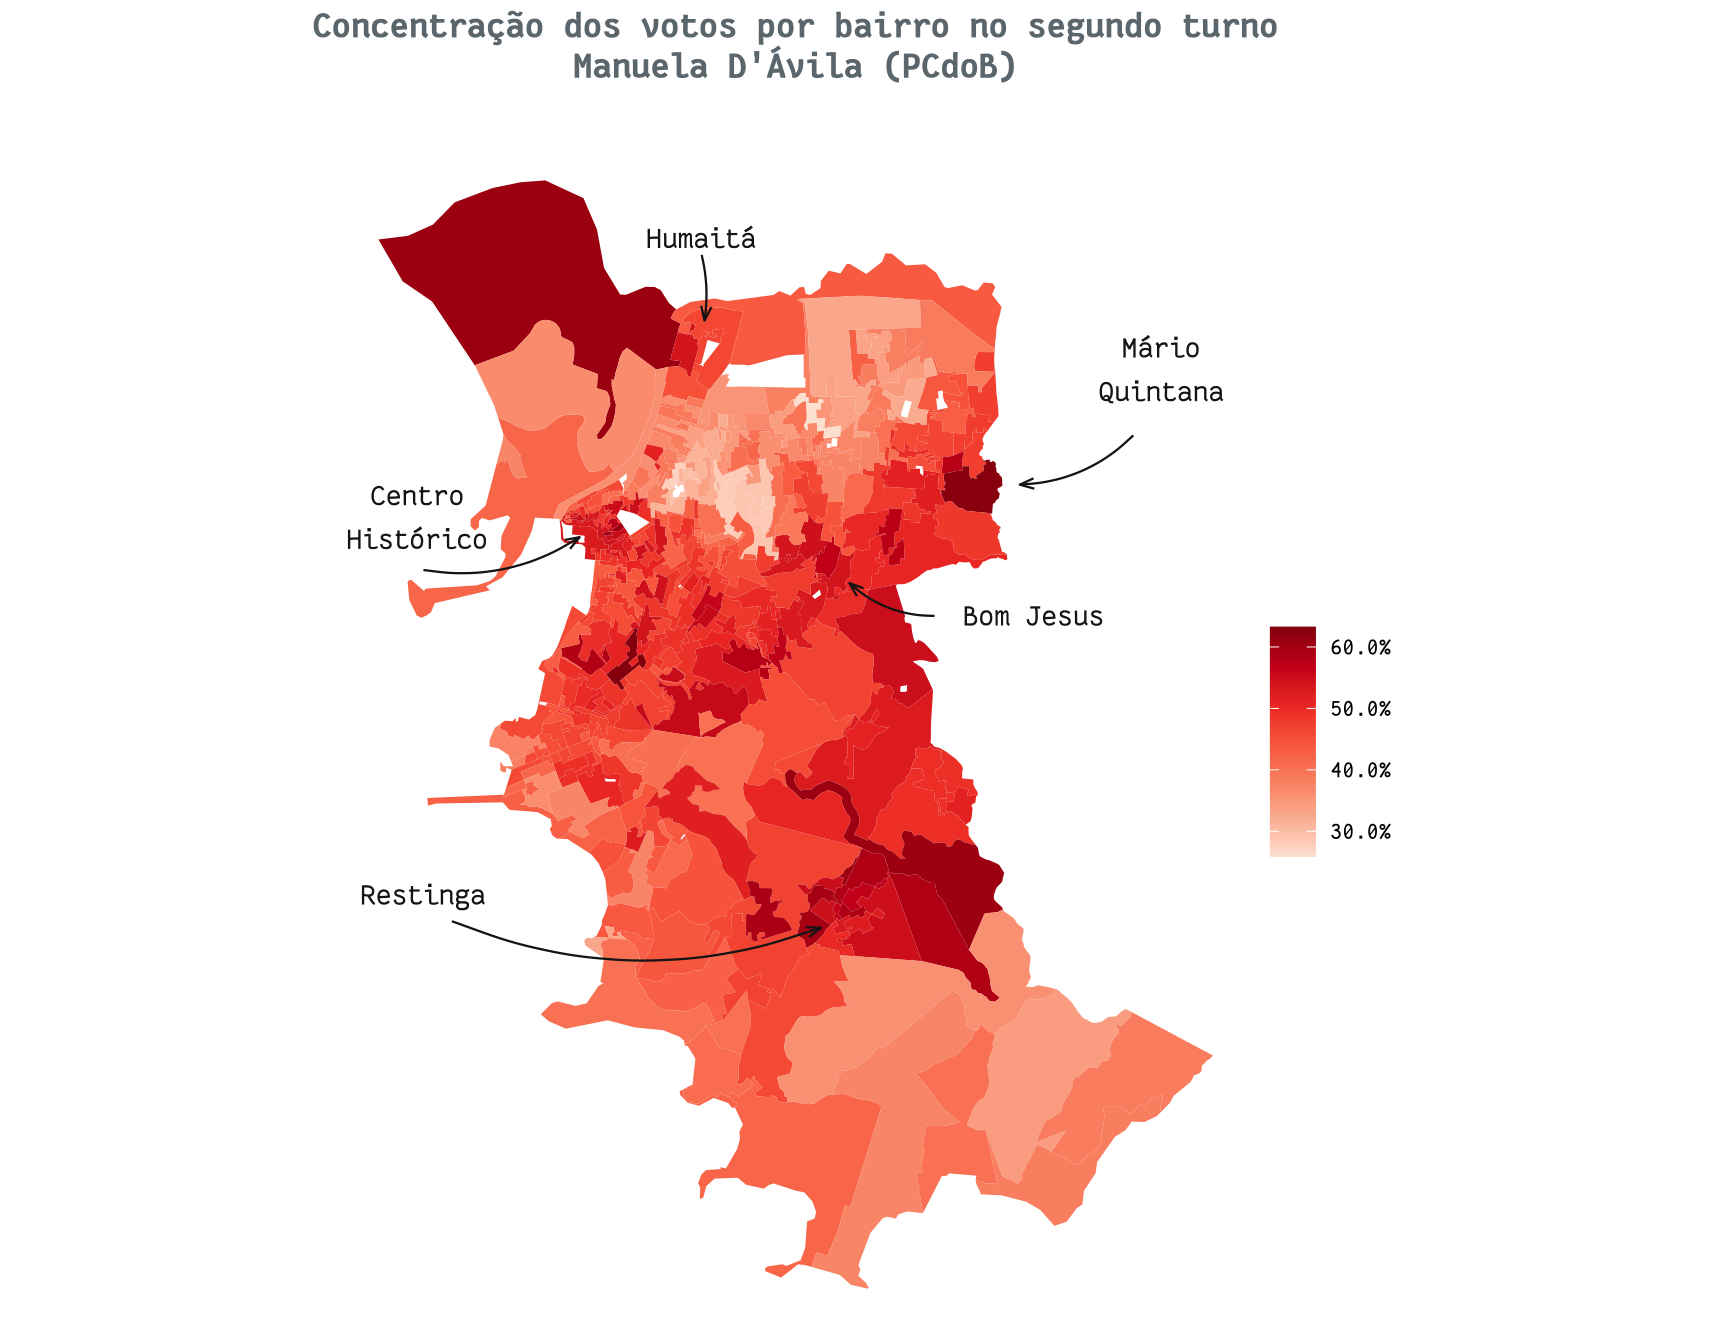 Concentração dos votos por bairro no segundo turno
Manuela D'Ávila (PCdoB)
Humaitá
Mário
Quintana
Centro
Histórico
Bom Jesus
60.0%
50.0%
40.0%
30.0%
Restinga